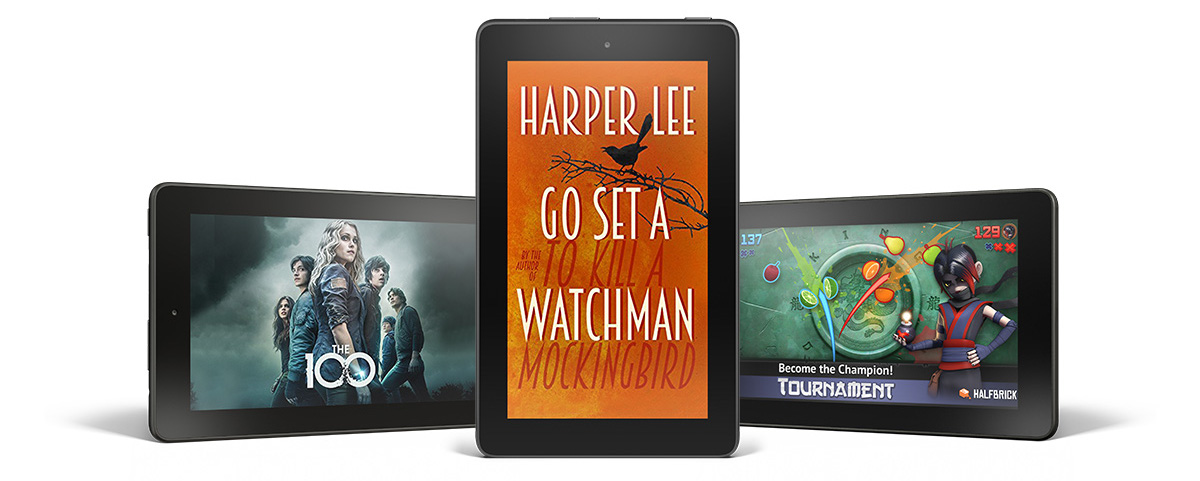 THE
100
HARPER LEE
GO SET A
BY THE
AUTHOR
OF
TO KILL A
WATCHMAN
MOCKINGBIRD
137
129
Become the Champion!
TOURNAMENT
HALFBRICK